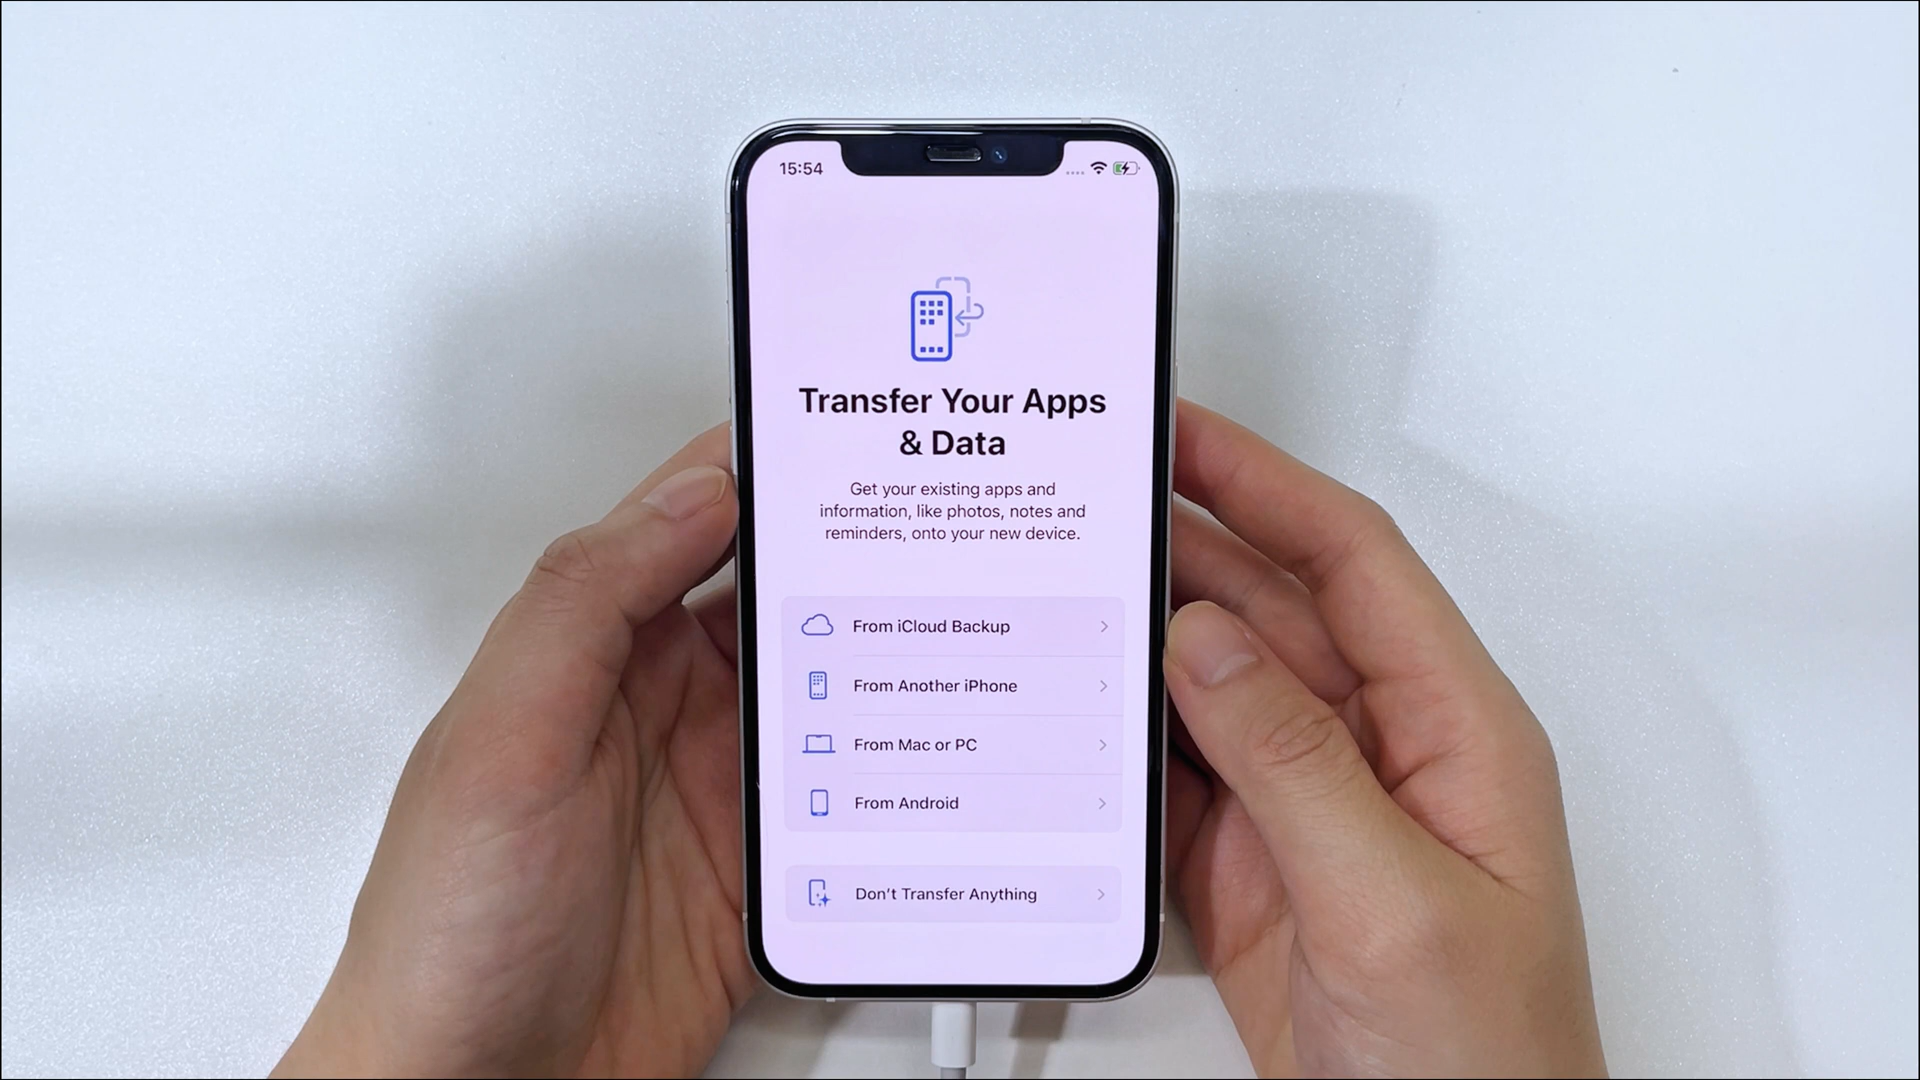 15:54
Transfer Your Apps
& Data
Get your existing apps and
information, like photos, notes and
reminders, onto your new device.
From iCloud Backup
From Another iPhone
From Mac or PC
From Android
Don't Transfer Anything